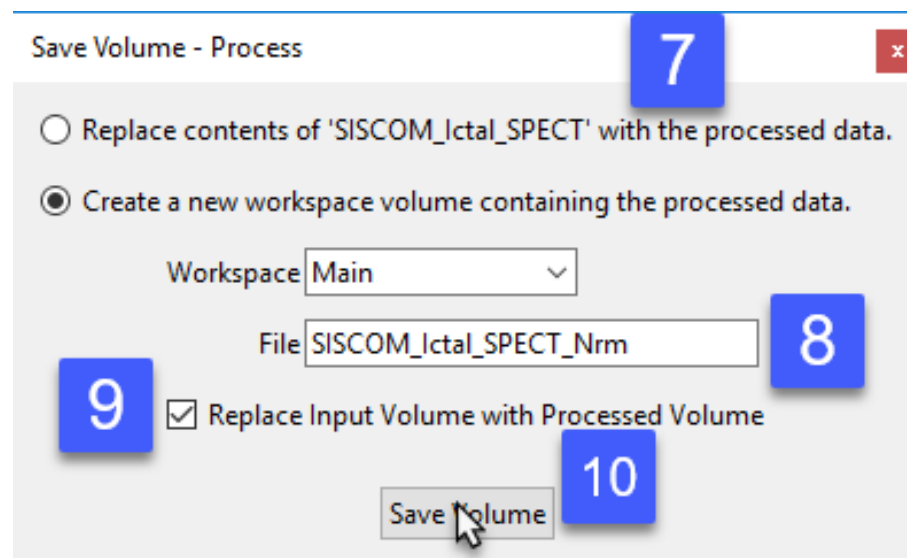 Save Volume - Process
7
x
Replace contents of 'SISCOM_Ictal_SPECT' with the processed data.
Create a new workspace volume containing the processed data.
Workspace Main
File SISCOM_Ictal_SPECT_Nrm
8
9
Replace Input Volume with Processed Volume
10
Save Volume